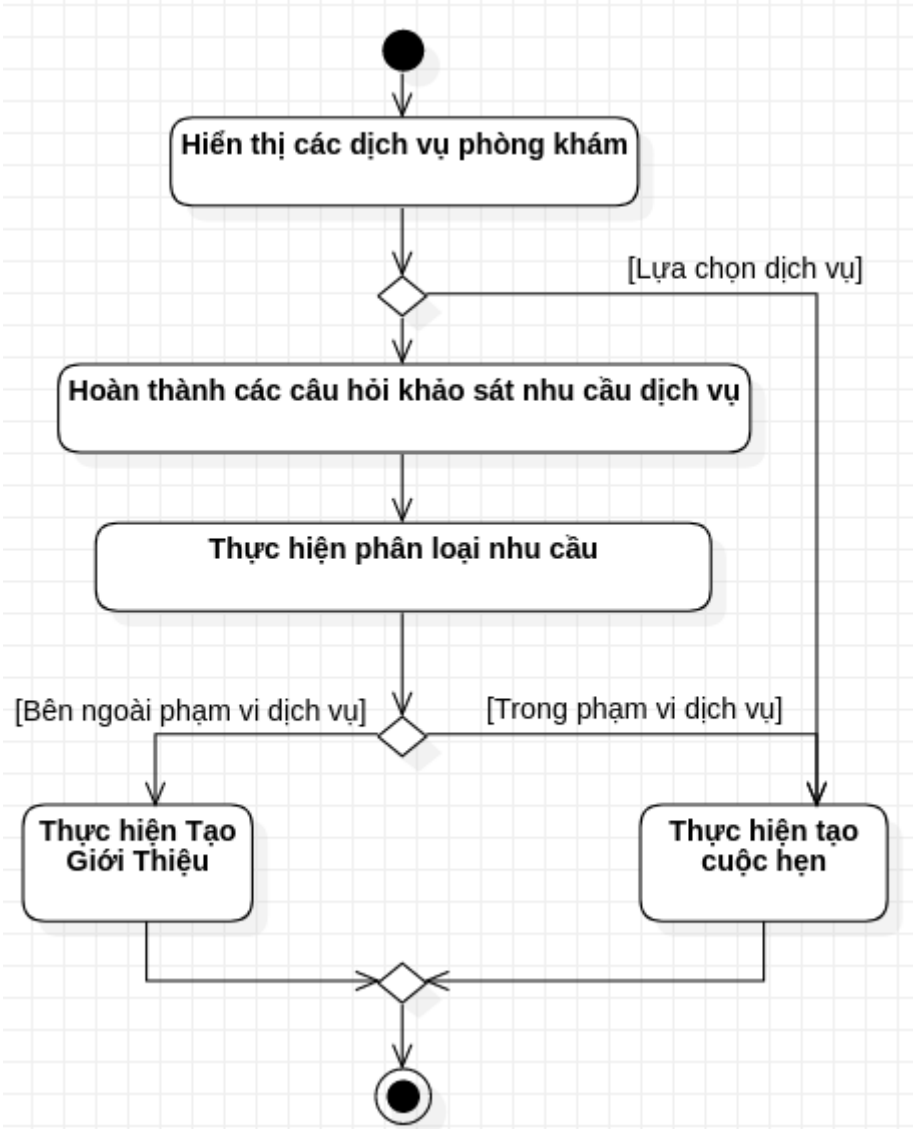 Hiển thị các dịch vụ phòng khám
[Lựa chọn dịch vụ]
Hoàn thành các câu hỏi khảo sát nhu cầu dịch vụ
Thực hiện phân loại nhu cầu
[Bên ngoài phạm vi dịch vụ]
[Trong phạm vi dịch vụ]
Thực hiện Tạo
Giới Thiệu
Thực hiện tạo
cuộc hẹn